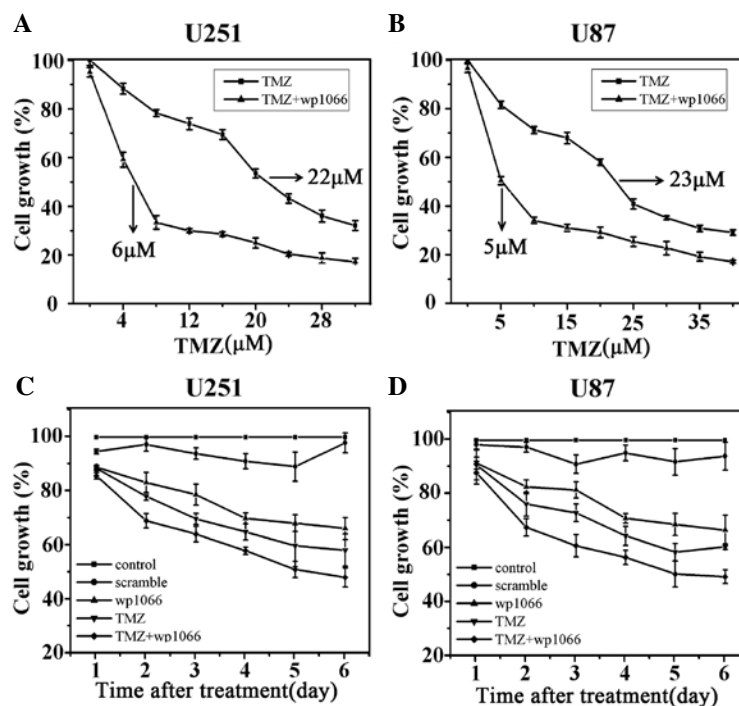 A
U251
Cell growth (%)
100
80
60
40
20
0
TMZ
TMZ+wp1066
22μM
6μM
4
12
20
28
TMZ(μM)
B
U87
Cell growth (%)
100
80
60
40
20
0
TMZ
TMZ+wp1066
23μM
5μM
5
15
25
35
TMZ(μM)
C
U251
Cell growth (%)
100
80
60
40
20
control
scramble
wp1066
TMZ
TMZ+wp1066
1
2
3
4
5
6
Time after treatment(day)
D
U87
Cell growth (%)
100
80
60
40
20
control
scramble
wp1066
TMZ
TMZ+wp1066
1
2
3
4
5
6
Time after treatment(day)